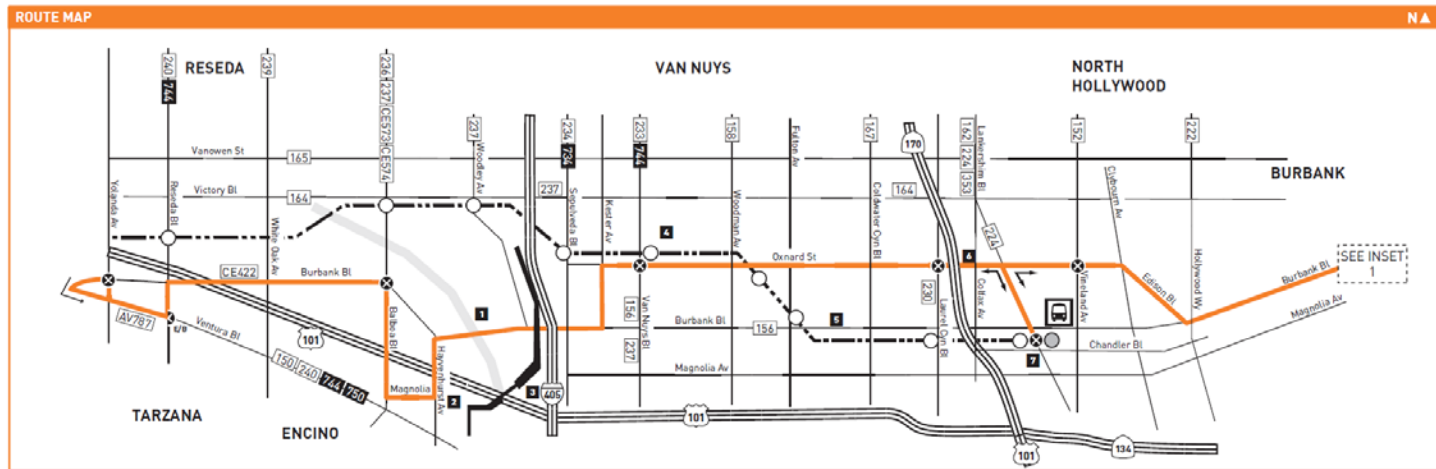 ROUTE MAP
N
RESEDA
VAN NUYS
NORTH
HOLLYWOOD
BURBANK
TARZANA
ENCINO
240 744
239
236 237 CE573 CE574
237
234 734
233 744
158
167
162 224 353
152
222
170
Vanowen St
165
Victory Bl
164
237
164
Yolanda Av
Reseda Bl
White Oak Av
Woodley Av
Sepulveda Bl
Kester Av
Woodman Av
Fulton Av
Coldwater Cyn Bl
Lankershim Bl
Clybourn Av
4
Oxnard St
6
224
CE422
Burbank Bl
Balboa Bl
Van Nuys Bl
230
Laurel Cyn Bl
Colfax Av
Vineland Av
Edison Bl
Hollywood Wy
Burbank Bl
SEE INSET
1
Magnolia Av
AV787
E/B
Ventura Bl
101
1
156
237
Burbank Bl
156
5
Chandler Bl
7
150 240 744 750
Magnolia
Hayvenhurst Av
2
3
405
Magnolia Av
101
101
134